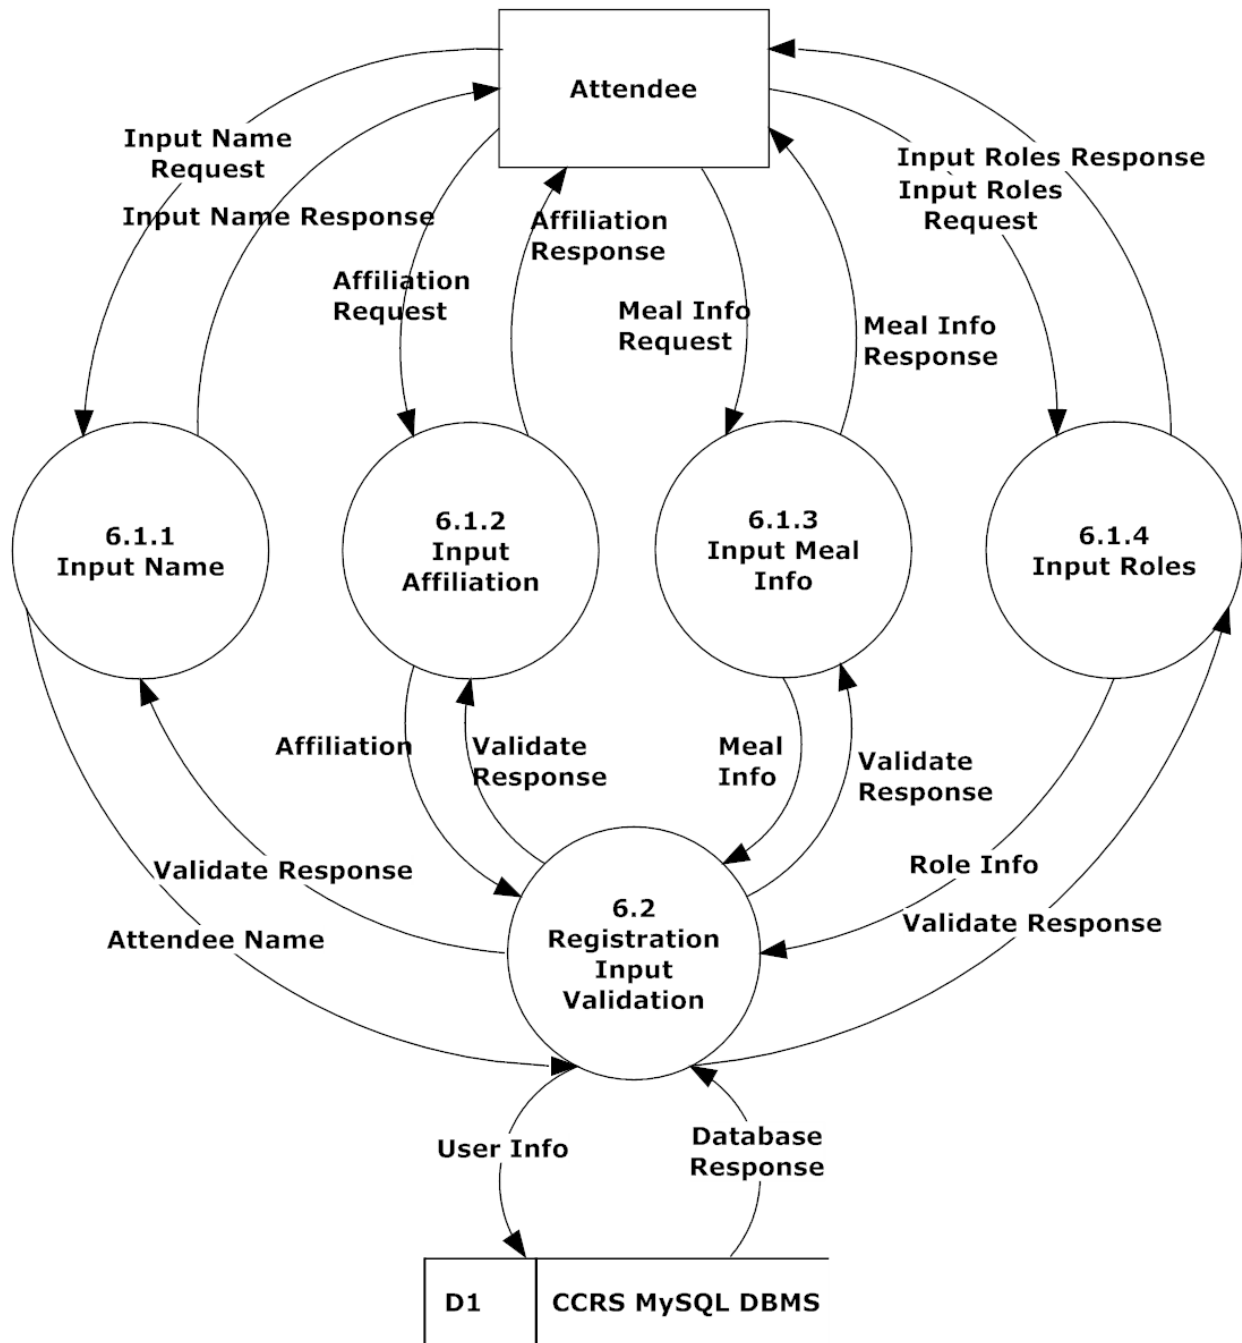 Attendee
Input Name
Request
Input Name Response
Affiliation
Response
Affiliation
Request
Meal Info
Request
Meal Info
Response
Input Roles Response
Input Roles
Request
6.1.1
Input Name
6.1.2
Input
Affiliation
6.1.3
Input Meal
Info
6.1.4
Input Roles
Affiliation
Validate
Response
Meal
Info
Validate
Response
Validate Response
Attendee Name
Role Info
Validate Response
6.2
Registration
Input
Validation
User Info
Database
Response
D1
CCRS MySQL DBMS